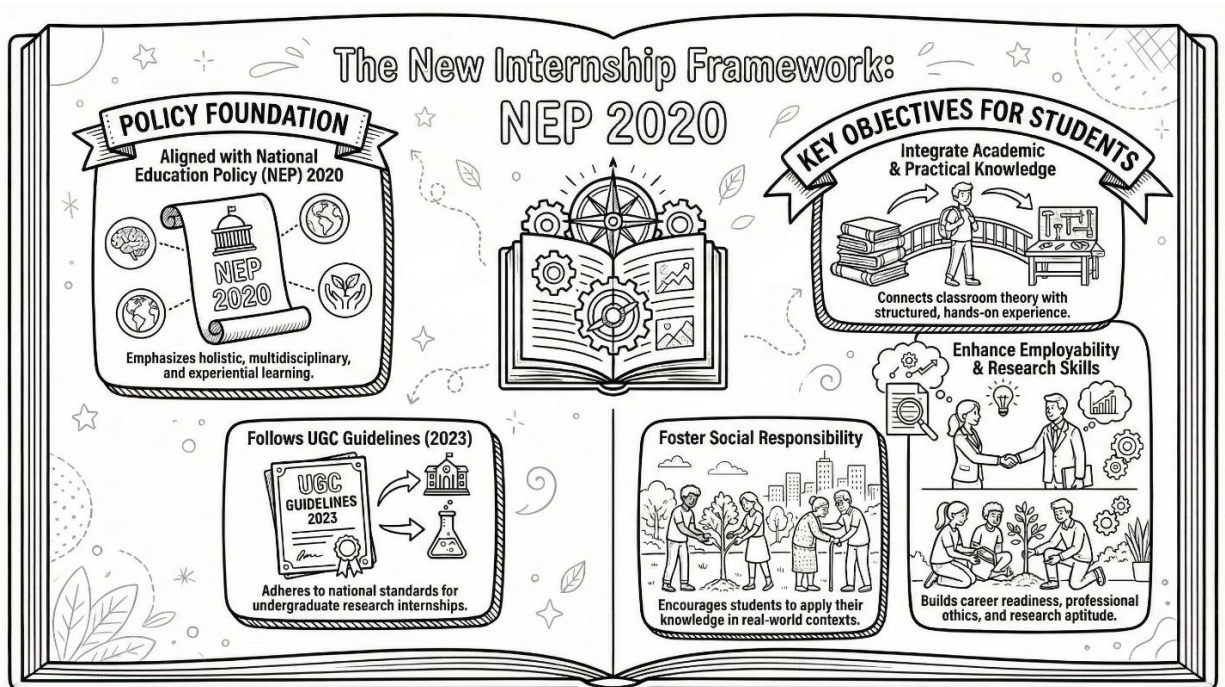 The New Internship Framework:
NEP 2020
POLICY FOUNDATION
Aligned with National
Education Policy (NEP) 2020
NEP
2020
Emphasizes holistic, multidisciplinary,
and experiential learning.
Follows UGC Guidelines (2023)
UGC
GUIDELINES
2023
Adheres to national standards for
undergraduate research internships.
KEY OBJECTIVES FOR STUDENTS
Integrate Academic
& Practical Knowledge
Connects classroom theory with
structured, hands-on experience.
Enhance Employability
& Research Skills
Builds career readiness, professional
othics, and research aptitude.
Foster Social Responsibility
Encourages students to apply their
knowledge in real-world contexts.